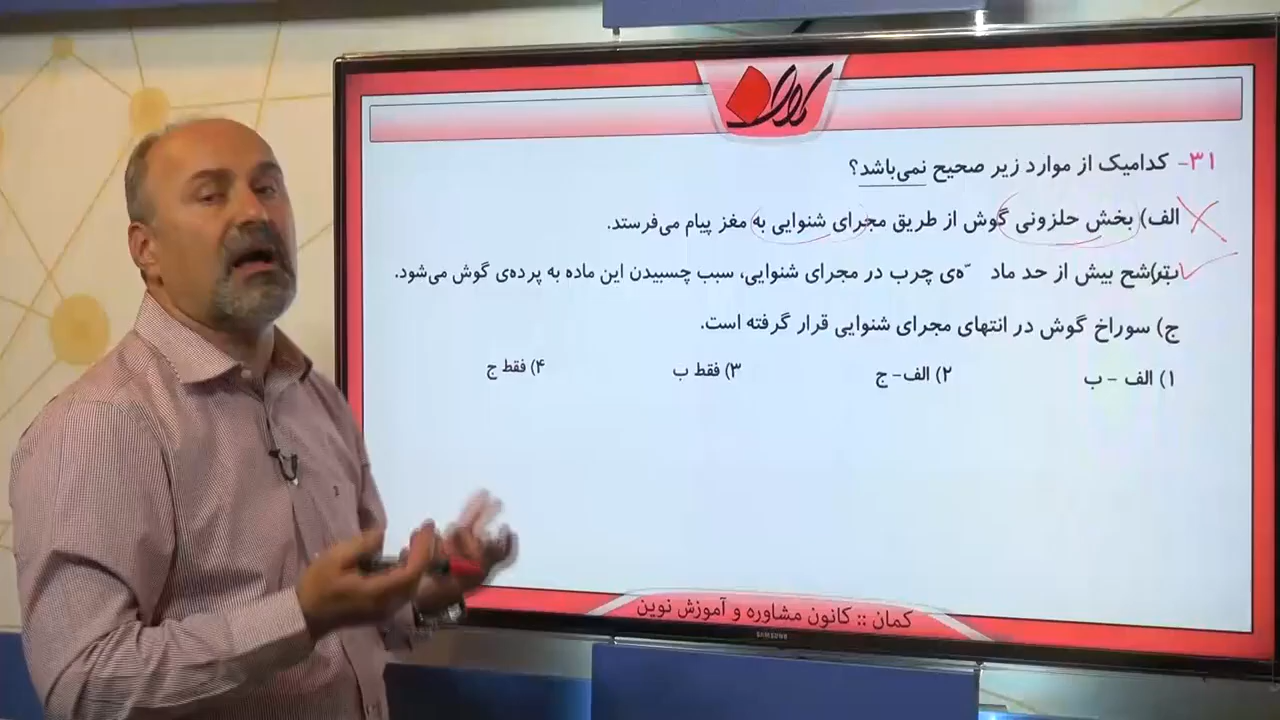 کمان
۳۱- کدامیک از موارد زیر صحیح نمی‌باشد؟
الف) بخش حلزونی گوش از طریق مجرای شنوایی به مغز پیام می‌فرستد.
ب) ترشح بیش از حد ماده‌ی چرب در مجرای شنوایی، سبب چسبیدن این ماده به پرده‌ی گوش می‌شود.
ج) سوراخ گوش در انتهای مجرای شنوایی قرار گرفته است.
۱) الف - ب ۲) الف- ج ۳) فقط ب ۴) فقط ج
کمان :: کانون مشاوره و آموزش نوین
SAMSUNG